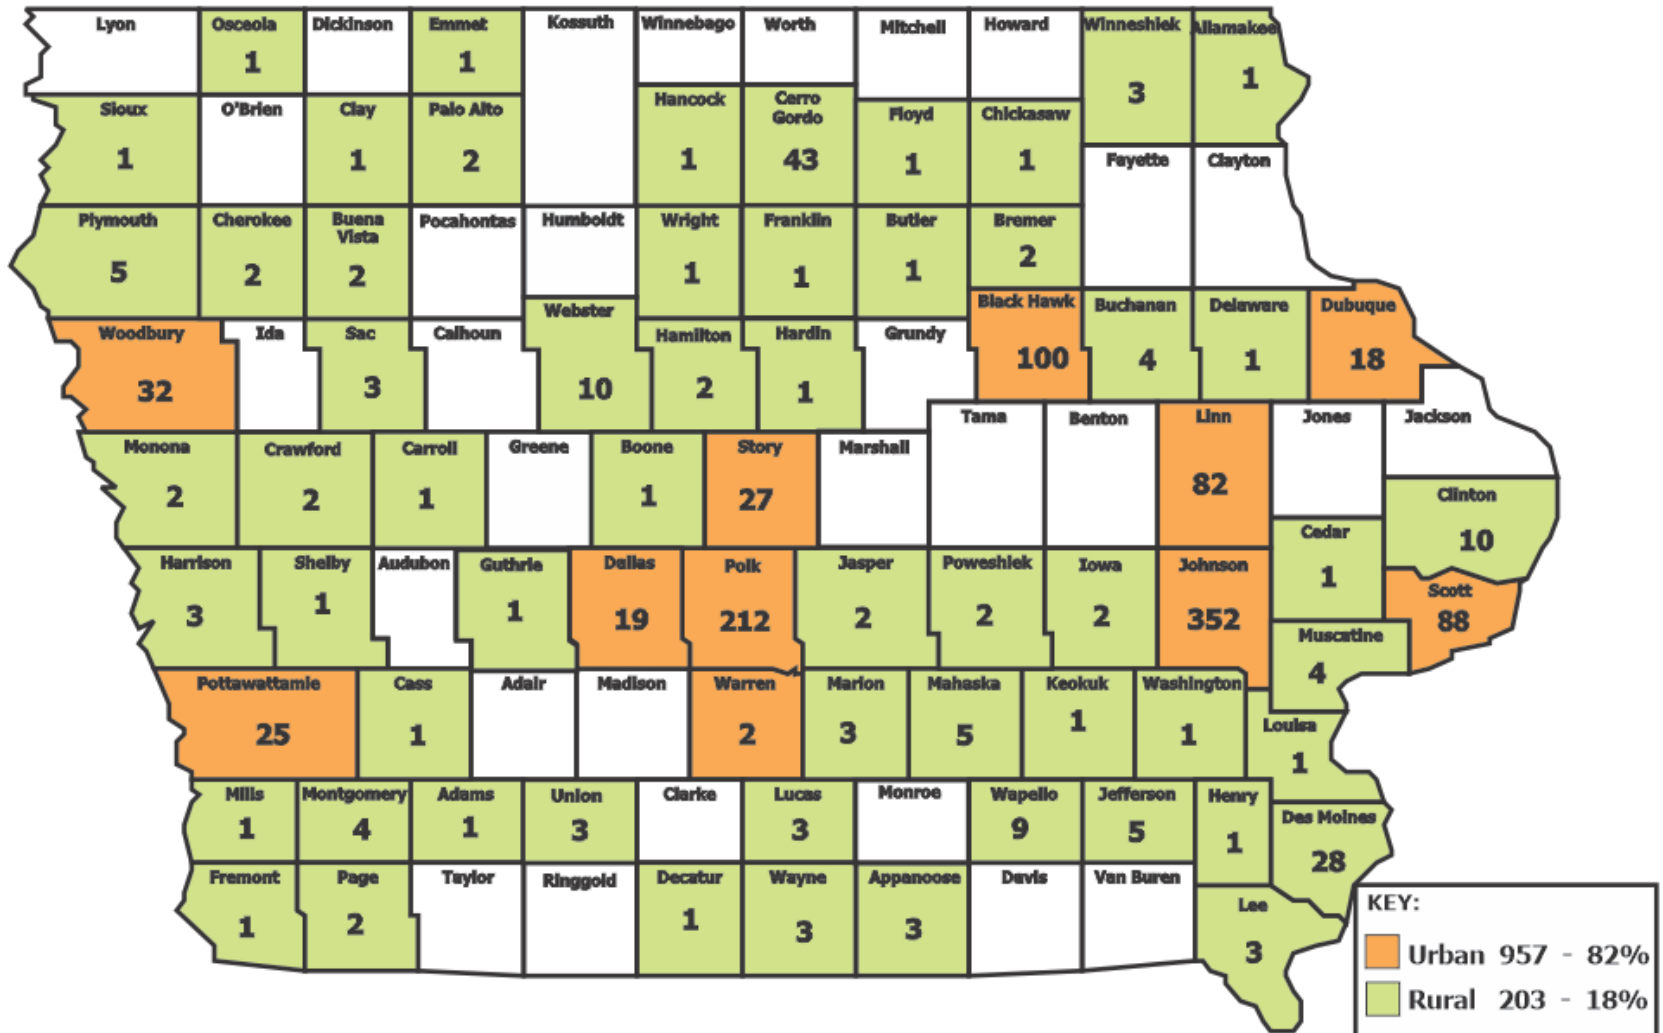 Lyon
Osceola
1
Dickinson
Emmet
1
Kossuth
Winnebago
Worth
Mitchell
Howard
Winneshiek
3
Allamakee
1
Sioux
1
O'Brien
Clay
1
Palo Alto
2
Hancock
1
Cerro
Gordo
43
Floyd
1
Chickasaw
1
Fayette
Clayton
Plymouth
5
Cherokee
2
Buena
Vista
2
Pocahontas
Humboldt
Wright
1
Franklin
1
Butler
1
Bremer
2
Woodbury
32
Ida
Sac
3
Calhoun
Webster
10
Hamilton
2
Hardin
1
Grundy
Black Hawk
100
Buchanan
4
Delaware
1
Dubuque
18
Monona
2
Crawford
2
Carroll
1
Greene
Boone
1
Story
27
Marshall
Tama
Benton
Linn
82
Jones
Jackson
Clinton
10
Harrison
3
Shelby
1
Audubon
Guthrie
1
Dallas
19
Polk
212
Jasper
2
Poweshiek
2
Iowa
2
Johnson
352
Cedar
1
Scott
88
Muscatine
4
Pottawattamie
25
Cass
1
Adair
Madison
Warren
2
Marion
3
Mahaska
5
Keokuk
1
Washington
1
Louisa
1
Mills
1
Montgomery
4
Adams
1
Union
3
Clarke
Lucas
3
Monroe
Wapello
9
Jefferson
5
Henry
1
Des Moines
28
Fremont
1
Page
2
Taylor
Ringgold
Decatur
1
Wayne
3
Appanoose
3
Davis
Van Buren
Lee
3
KEY:
Urban 957 - 82%
Rural 203 - 18%